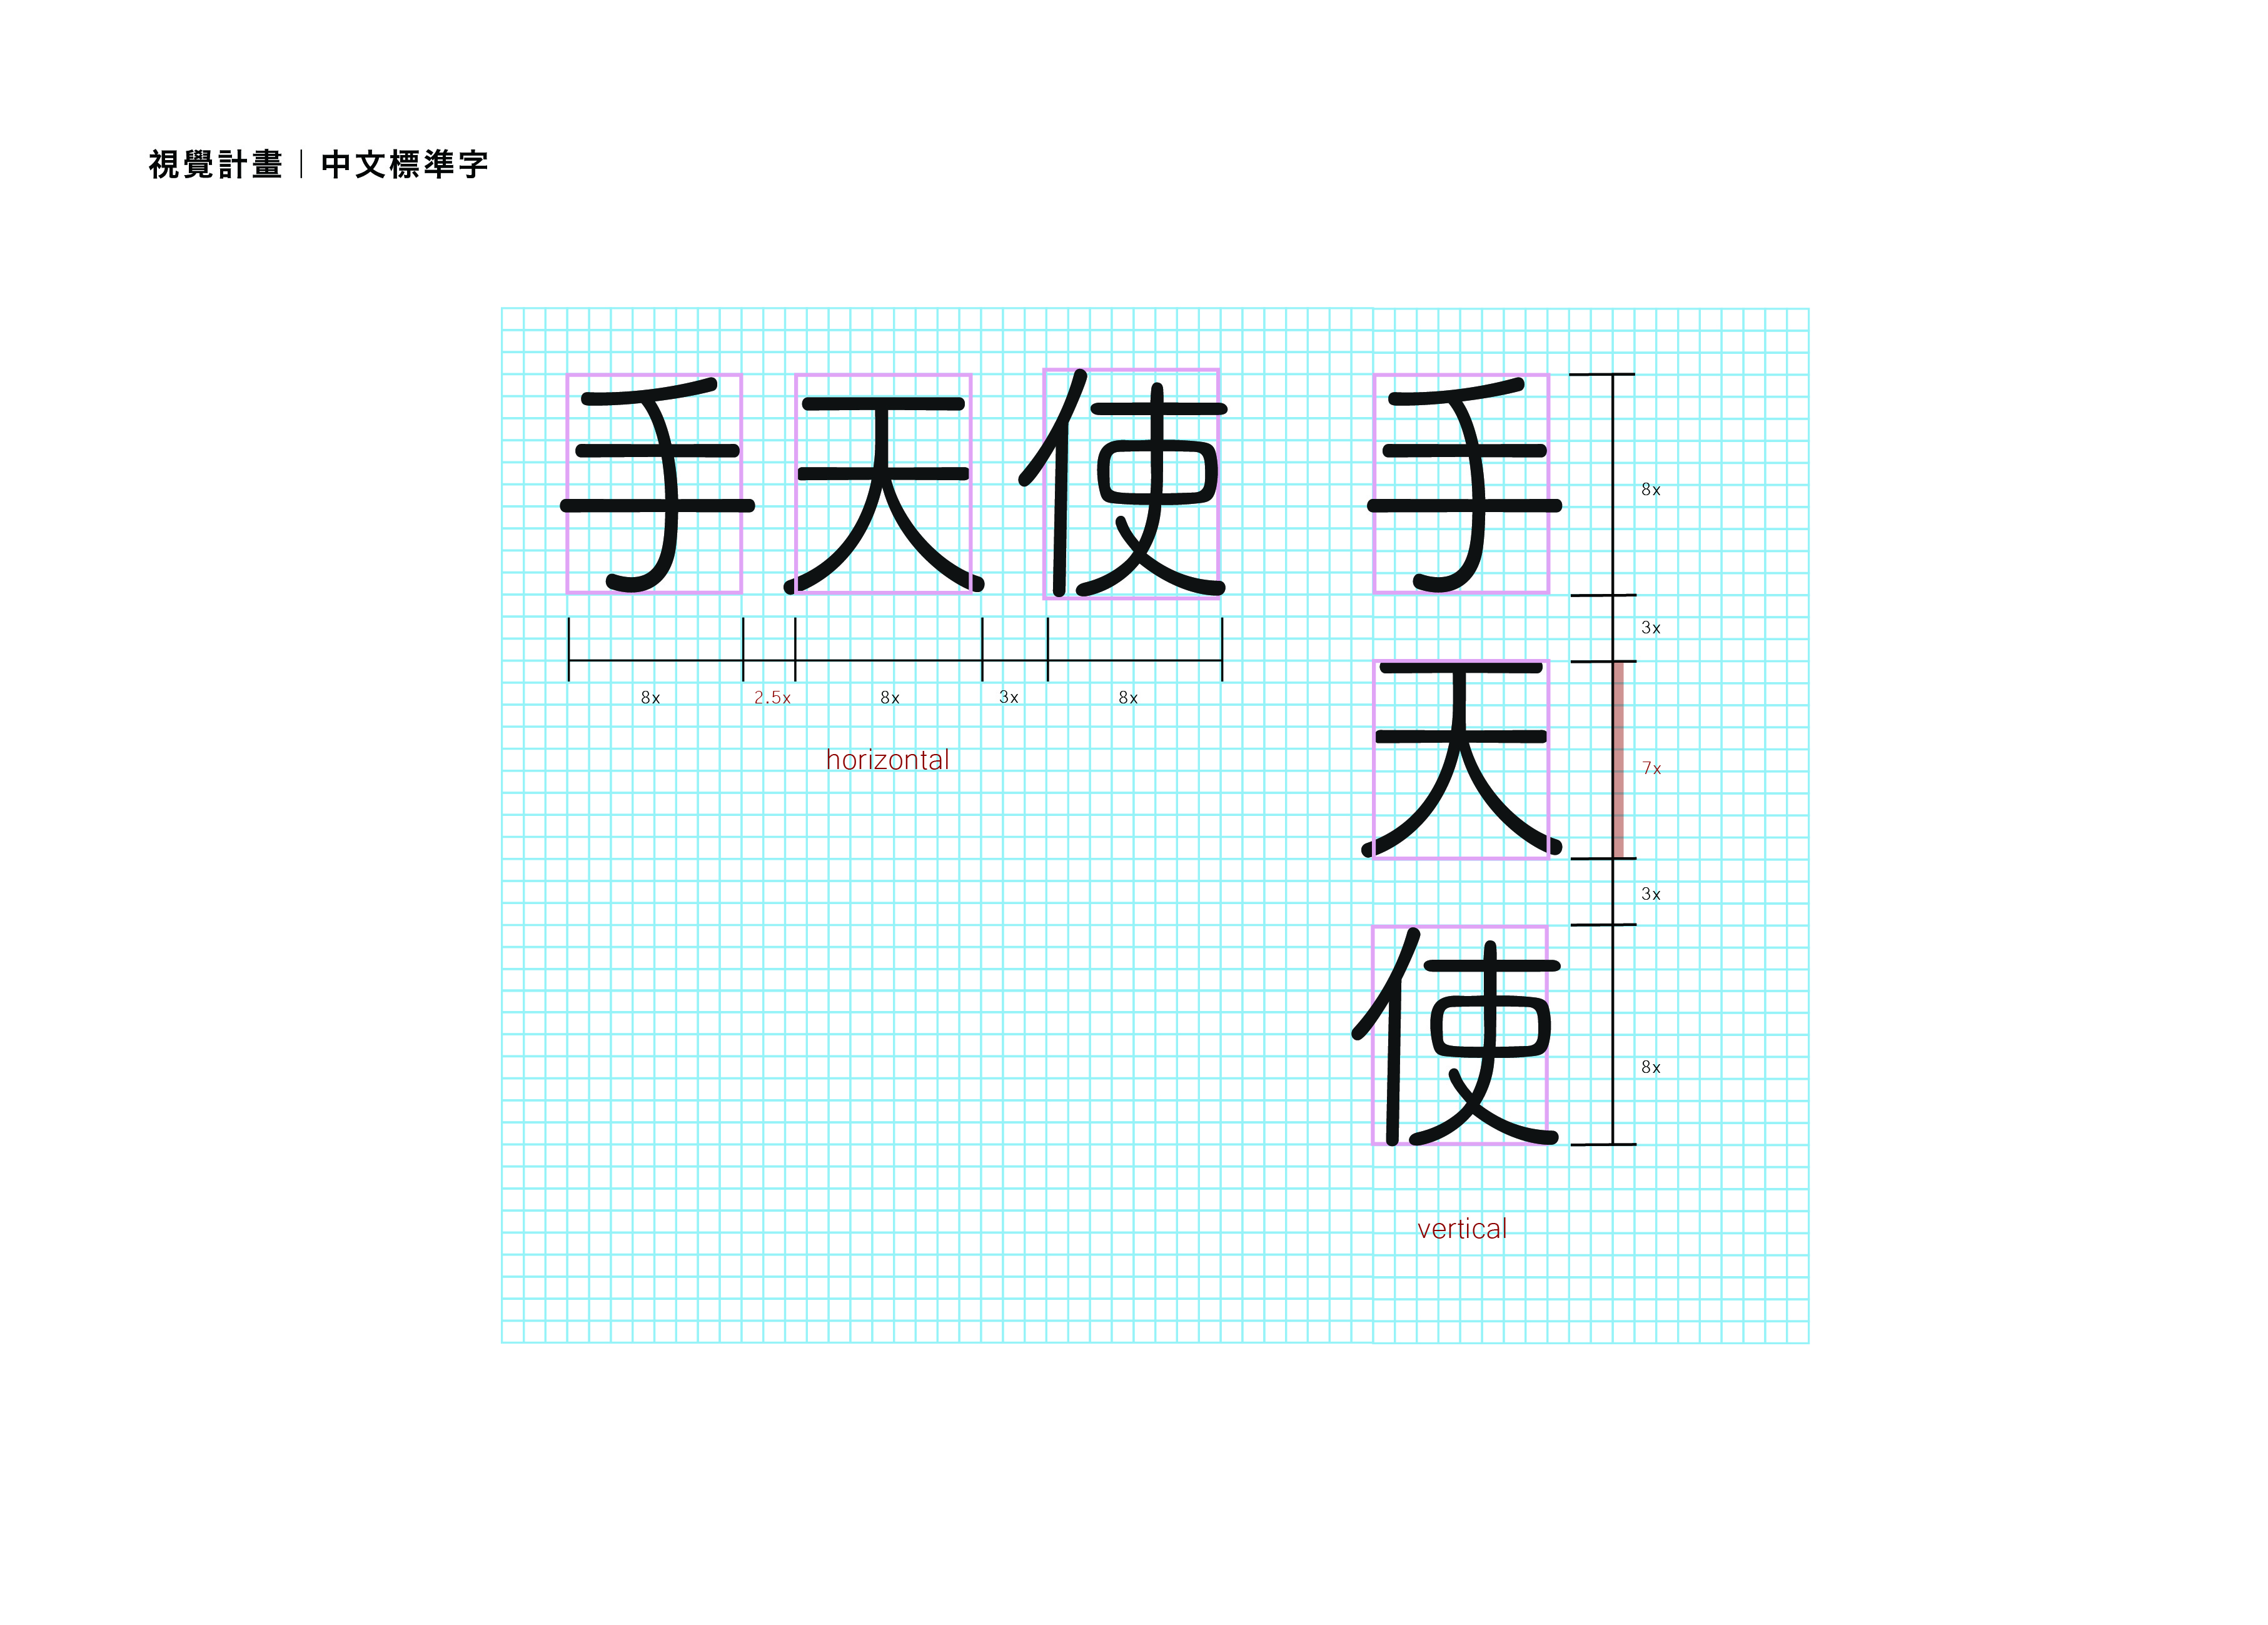 視覺計畫｜中文標準字
手天使
8x 2.5x 8x 3x 8x
horizontal
手
8x
3x
天
7x
3x
使
8x
vertical